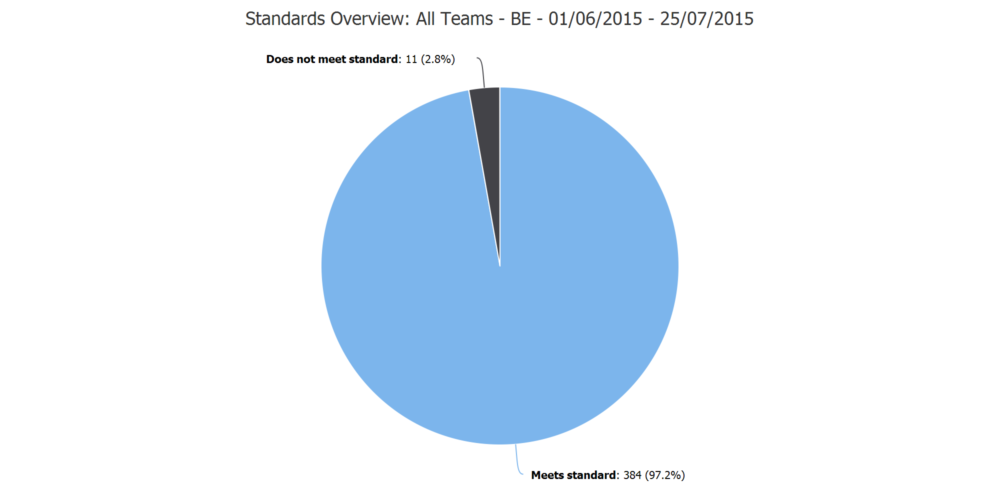 Standards Overview: All Teams - BE - 01/06/2015 - 25/07/2015
Does not meet standard: 11 (2.8%)
Meets standard: 384 (97.2%)